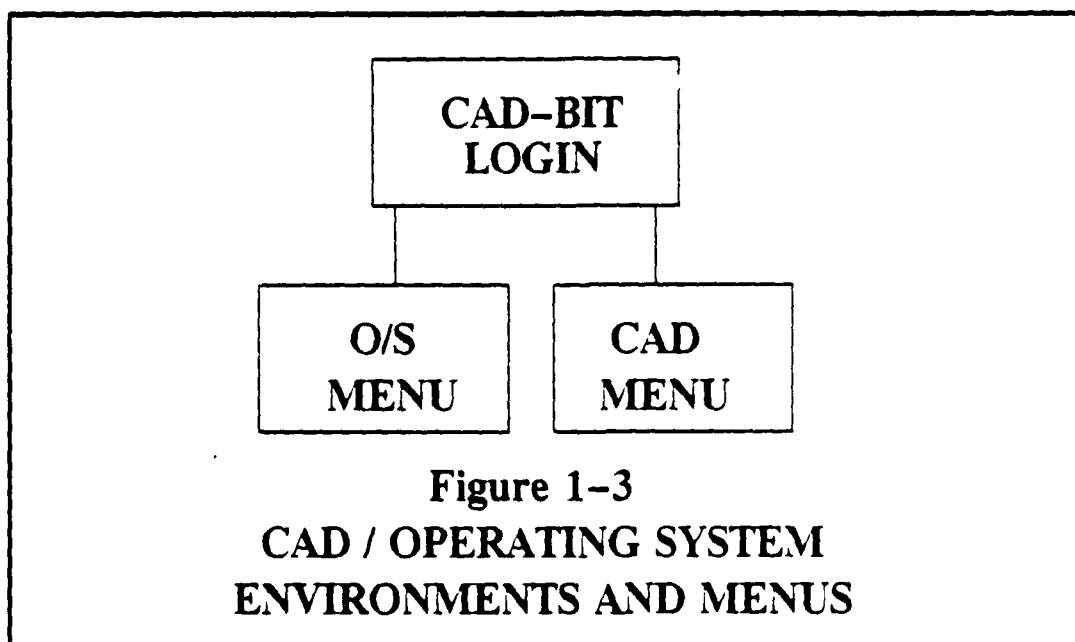 CAD-BIT
LOGIN
O/S
MENU
CAD
MENU
Figure 1-3
CAD / OPERATING SYSTEM
ENVIRONMENTS AND MENUS